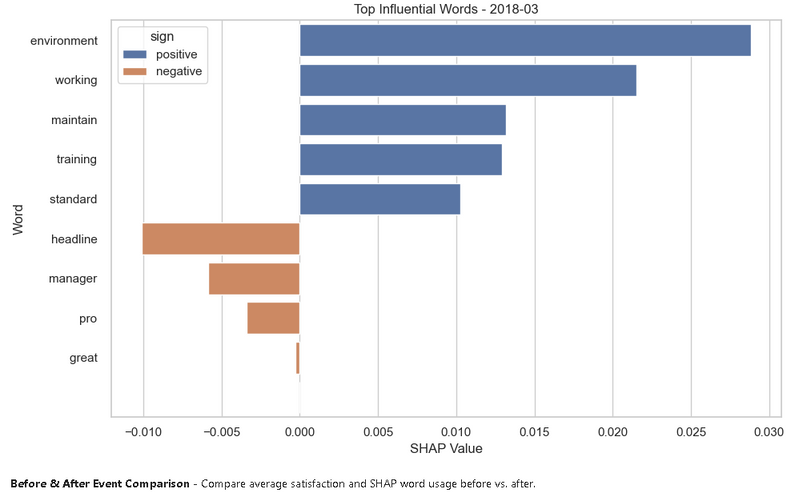 Top Influential Words - 2018-03
sign
positive
negative
environment
working
maintain
training
standard
headline
manager
pro
great
Word
−0.010 −0.005 0.000 0.005 0.010 0.015 0.020 0.025 0.030
SHAP Value
Before & After Event Comparison - Compare average satisfaction and SHAP word usage before vs. after.